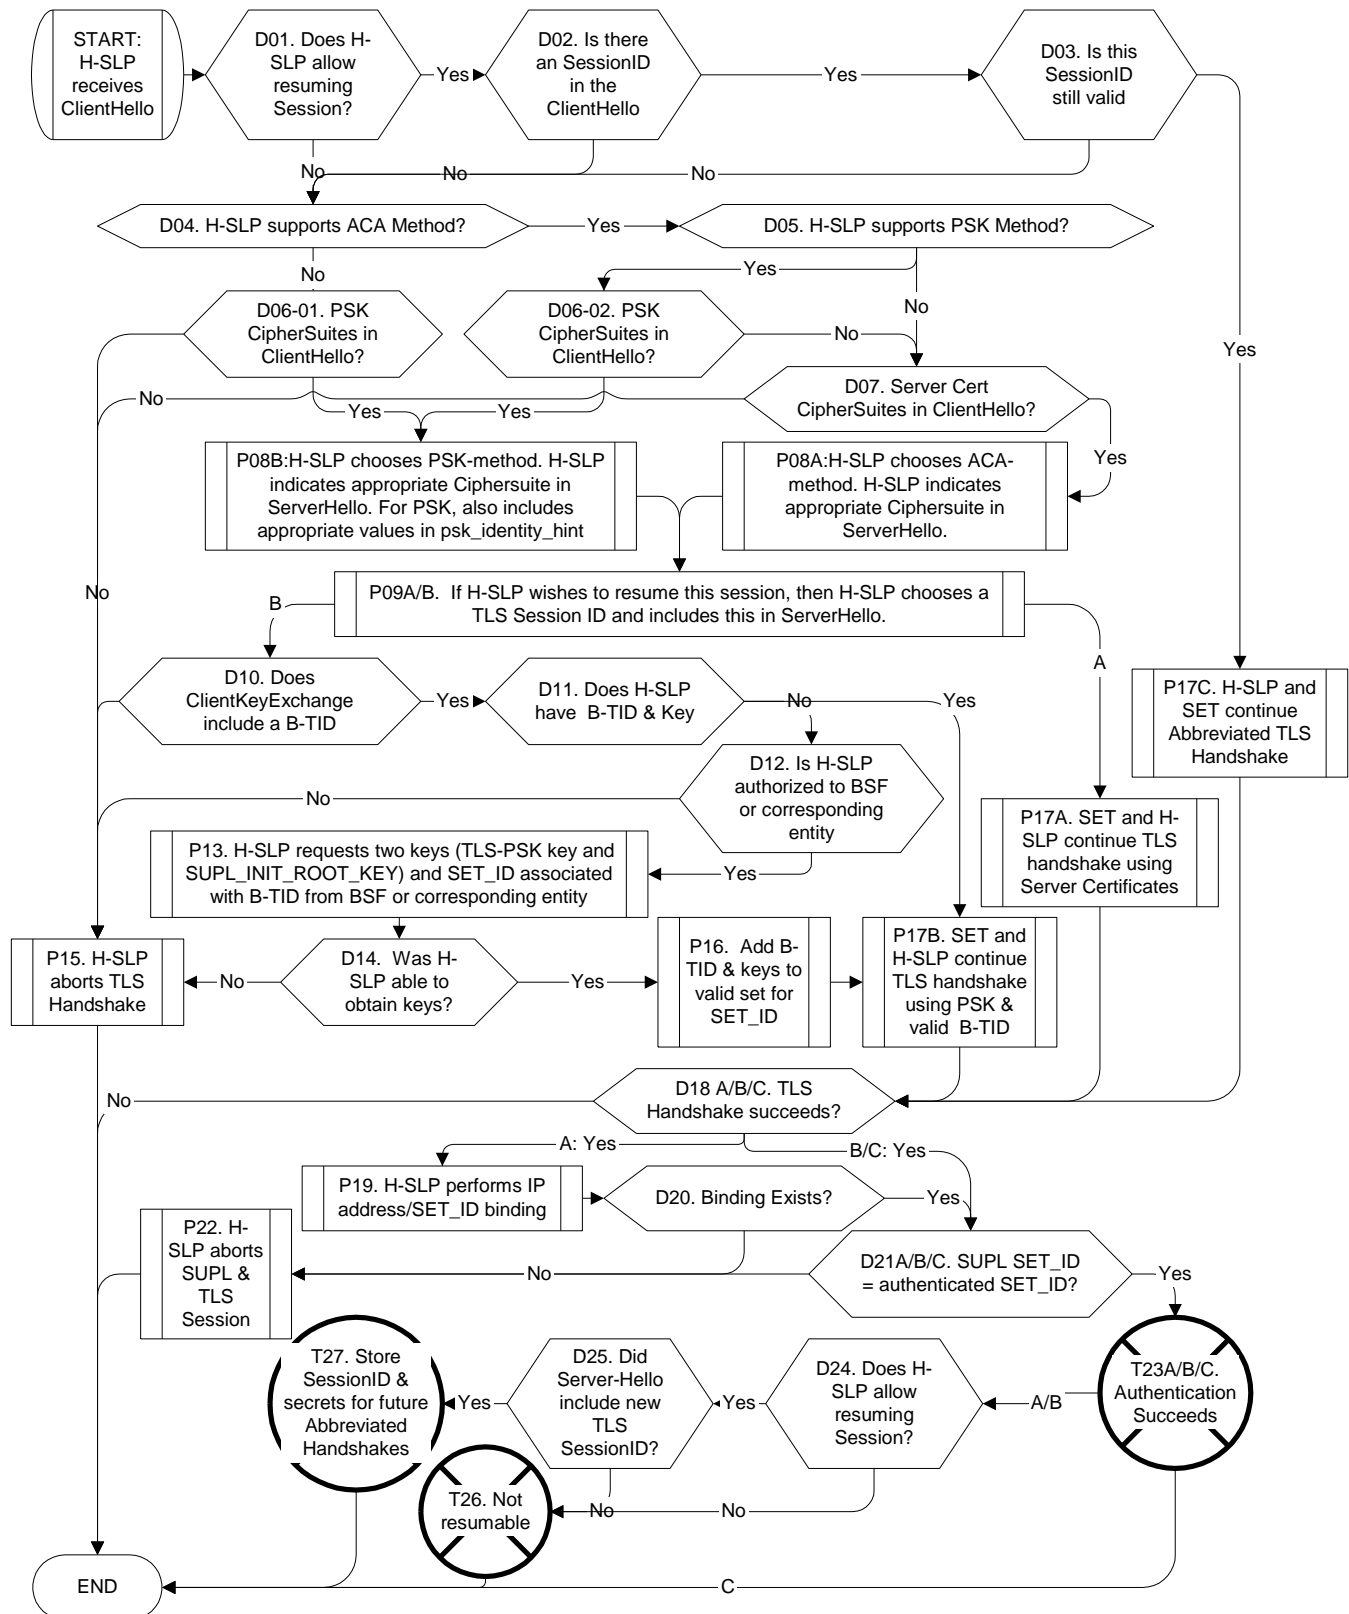 START:
H-SLP
receives
ClientHello
D01. Does H-
SLP allow
resuming
Session?
Yes
D02. Is there
an SessionID
in the
ClientHello
Yes
D03. Is this
SessionID
still valid
No
No
No
D04. H-SLP supports ACA Method?
Yes
D05. H-SLP supports PSK Method?
No
Yes
No
Yes
D06-01. PSK
CipherSuites in
ClientHello?
D06-02. PSK
CipherSuites in
ClientHello?
No
D07. Server Cert
CipherSuites in ClientHello?
No
Yes
Yes
Yes
P08B:H-SLP chooses PSK-method. H-SLP
indicates appropriate Ciphersuite in
ServerHello. For PSK, also includes
appropriate values in psk_identity_hint
P08A:H-SLP chooses ACA-
method. H-SLP indicates
appropriate Ciphersuite in
ServerHello.
No
P09A/B. If H-SLP wishes to resume this session, then H-SLP chooses a
TLS Session ID and includes this in ServerHello.
B
A
D10. Does
ClientKeyExchange
include a B-TID
Yes
D11. Does H-SLP
have B-TID & Key
No
Yes
P17C. H-SLP and
SET continue
Abbreviated TLS
Handshake
D12. Is H-SLP
authorized to BSF
or corresponding
entity
No
Yes
P17A. SET and H-
SLP continue TLS
handshake using
Server Certificates
P13. H-SLP requests two keys (TLS-PSK key and
SUPL_INIT_ROOT_KEY) and SET_ID associated
with B-TID from BSF or corresponding entity
P15. H-SLP
aborts TLS
Handshake
No
D14. Was H-
SLP able to
obtain keys?
Yes
P16. Add B-
TID & keys to
valid set for
SET_ID
P17B. SET and
H-SLP continue
TLS handshake
using PSK &
valid B-TID
No
D18 A/B/C. TLS
Handshake succeeds?
A: Yes
B/C: Yes
P19. H-SLP performs IP
address/SET_ID binding
D20. Binding Exists?
Yes
P22. H-
SLP aborts
SUPL &
TLS
Session
No
D21A/B/C. SUPL SET_ID
= authenticated SET_ID?
Yes
T27. Store
SessionID &
secrets for future
Abbreviated
Handshakes
Yes
D25. Did
Server-Hello
include new
TLS
SessionID?
Yes
D24. Does H-
SLP allow
resuming
Session?
A/B
T23A/B/C.
Authentication
Succeeds
T26. Not
resumable
No
No
END
C